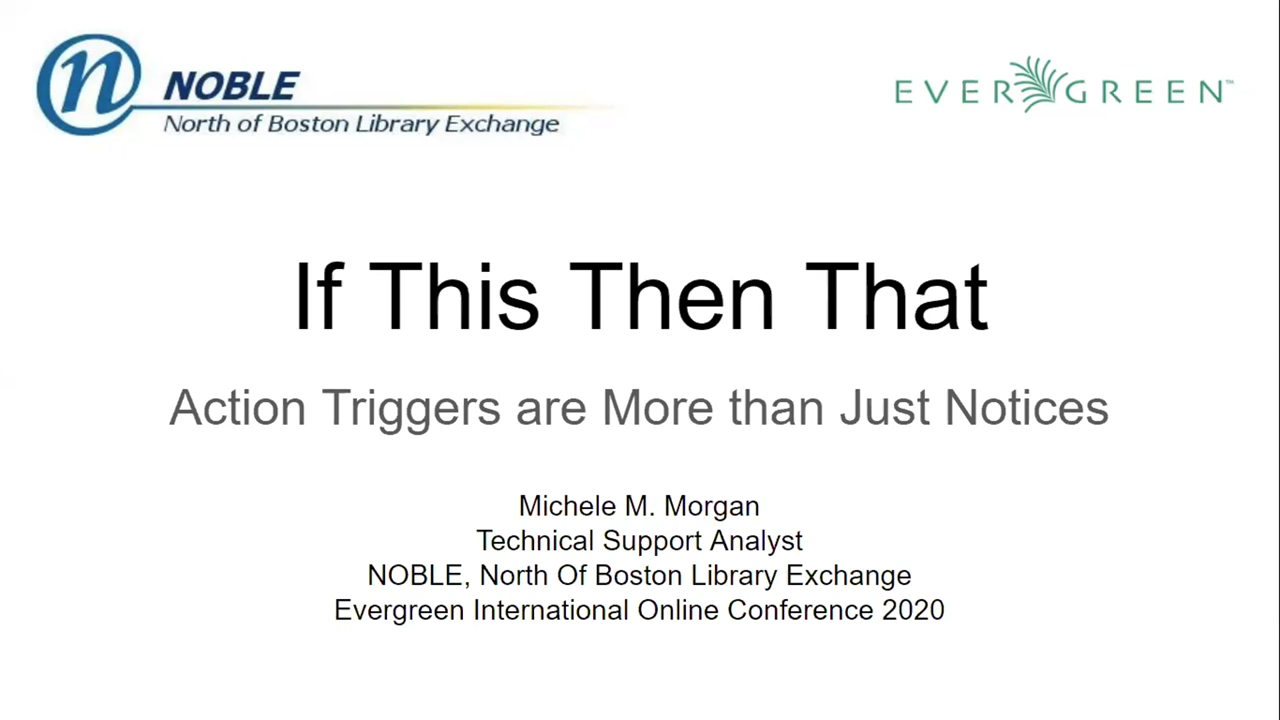 NOBLE
North of Boston Library Exchange
EVERGREEN™
If This Then That
Action Triggers are More than Just Notices
Michele M. Morgan
Technical Support Analyst
NOBLE, North Of Boston Library Exchange
Evergreen International Online Conference 2020